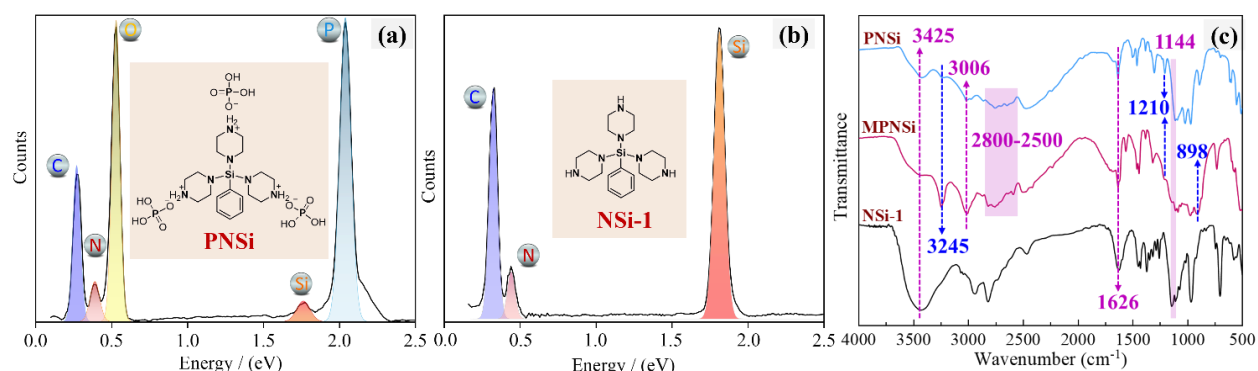 (a)
C
N
O
Si
P
PNSi
Counts
0.0 0.5 1.0 1.5 2.0 2.5
Energy / (eV)
(b)
C
N
Si
NSi-1
Counts
0.0 0.5 1.0 1.5 2.0 2.5
Energy / (eV)
(c)
PNSi
3425
3006
1144
2800-2500
1210
MPNSi
898
NSi-1
3245
1626
Transmittance
4000 3500 3000 2500 2000 1500 1000 500
Wavenumber (cm⁻¹)